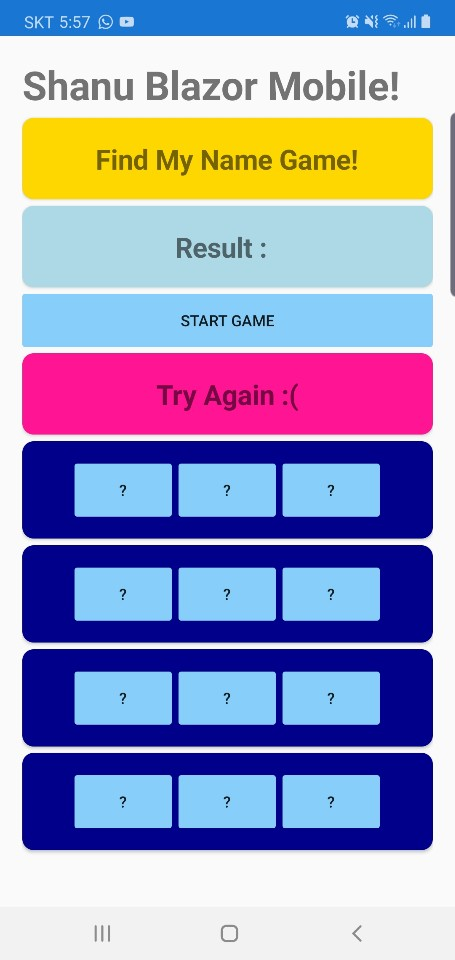 SKT 5:57
Shanu Blazor Mobile!
Find My Name Game!
Result :
START GAME
Try Again :(
? ? ?
? ? ?
? ? ?
? ? ?